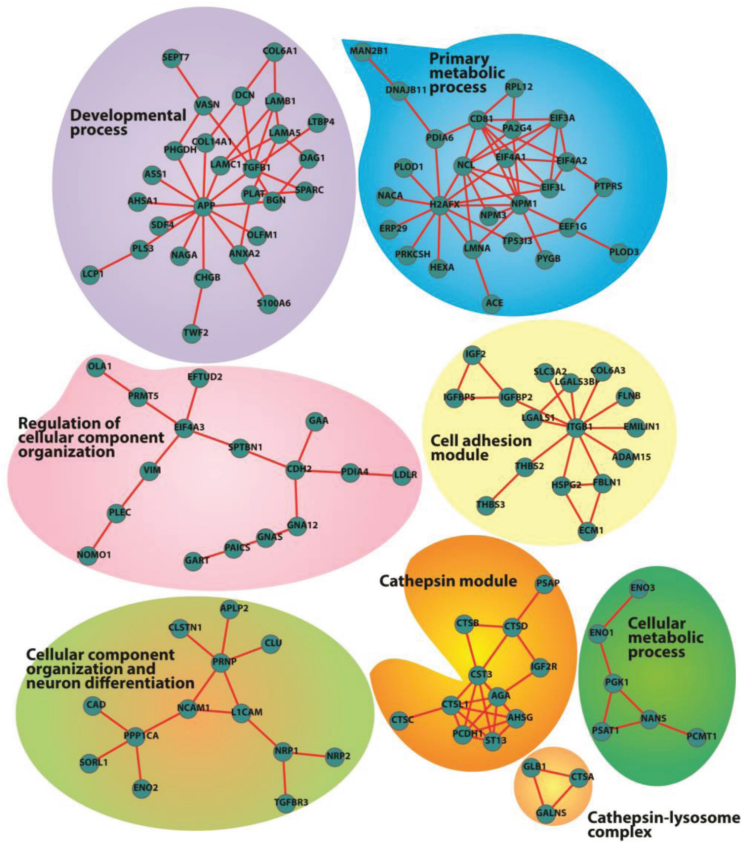 SEPT7
COL6A1
DCN
VASN
LAMB1
Developmental
process
LTBP4
LAMA5
COL14A1
PHGDH
DAG1
LAMC1
TGFB1
ASS1
SPARC
PLAT
AHSA1
APP
BGN
SDF4
OLFM1
PLS3
NAGA
ANXA2
LCP1
CHGB
S100A6
TWF2
MAN2B1
Primary
metabolic
process
DNAJB11
RPL12
CD81
EIF3A
PA2G4
PDIA6
EIF4A1
EIF4A2
PLOD1
NCL
EIF3L
PTPRS
NACA
H2AFX
NPM1
NPM3
ERP29
EEF1G
TP53I3
LMNA
PRKCSH
HEXA
PYGB
PLOD3
ACE
OLA1
EFTUD2
PRMT5
Regulation of
cellular component
organization
EIF4A3
GAA
SPTBN1
VIM
CDH2
PDIA4
LDLR
PLEC
GNA12
GNAS
PAICS
NOMO1
GART
IGF2
SLC3A2
COL6A3
LGALS3BP
IGFBP5
IGFBP2
FLNB
LGALS1
ITGB1
EMILIN1
Cell adhesion
module
ADAM15
THBS2
HSPG2
FBLN1
THBS3
ECM1
Cathepsin module
PSAP
CTSB
CTSD
IGF2R
CST3
AGA
CTSL1
CTSC
AHSG
PCDH1
ST13
ENO3
Cellular
metabolic
process
ENO1
PGK1
PSAT1
NANS
PCMT1
APLP2
CLSTN1
CLU
Cellular component
organization and
neuron differentiation
PRNP
CAD
NCAM1
L1CAM
PPP1CA
SORL1
NRP1
NRP2
ENO2
TGFBR3
GLB1
CTSA
GALNS
Cathepsin-lysosome
complex